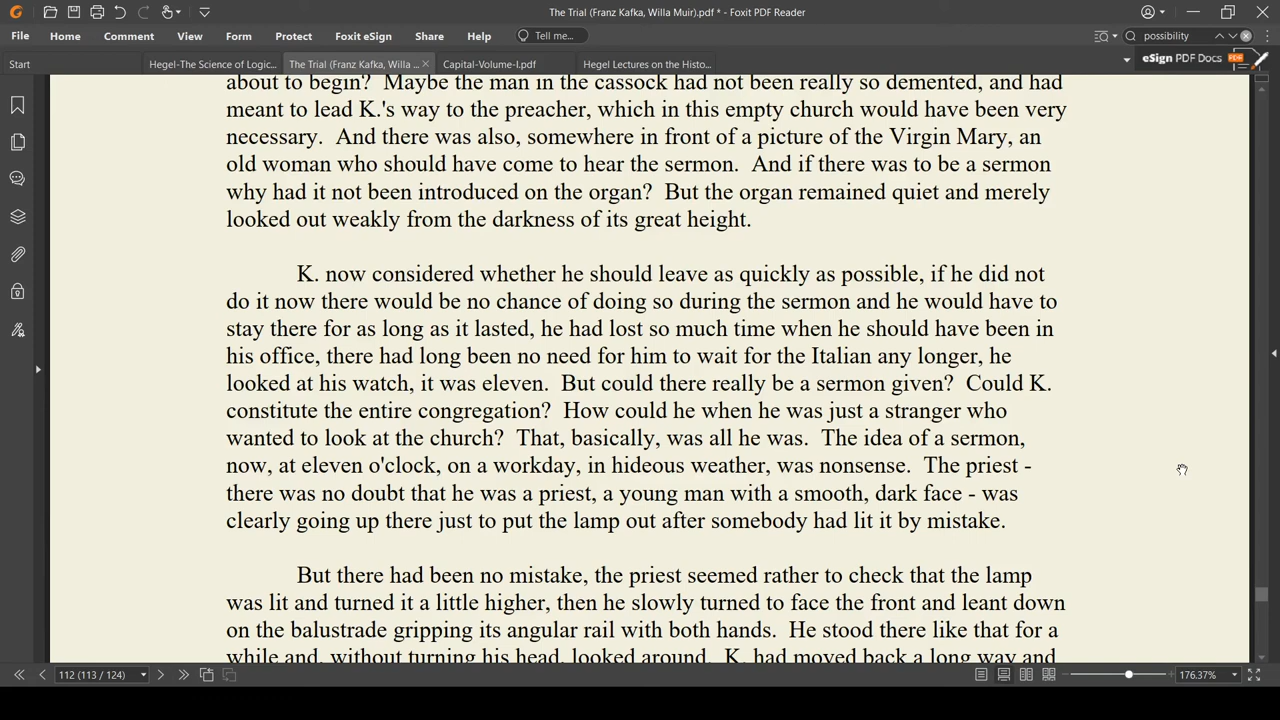 The Trial (Franz Kafka, Willa Muir).pdf * - Foxit PDF Reader
File Home Comment View Form Protect Foxit eSign Share Help Tell me... possibility
Start Hegel-The Science of Logic... The Trial (Franz Kafka, Willa ... Capital-Volume-I.pdf Hegel Lectures on the Histo... eSign PDF Docs PDF
about to begin? Maybe the man in the cassock had not been really so demented, and had
meant to lead K.'s way to the preacher, which in this empty church would have been very
necessary. And there was also, somewhere in front of a picture of the Virgin Mary, an
old woman who should have come to hear the sermon. And if there was to be a sermon
why had it not been introduced on the organ? But the organ remained quiet and merely
looked out weakly from the darkness of its great height.
K. now considered whether he should leave as quickly as possible, if he did not
do it now there would be no chance of doing so during the sermon and he would have to
stay there for as long as it lasted, he had lost so much time when he should have been in
his office, there had long been no need for him to wait for the Italian any longer, he
looked at his watch, it was eleven. But could there really be a sermon given? Could K.
constitute the entire congregation? How could he when he was just a stranger who
wanted to look at the church? That, basically, was all he was. The idea of a sermon,
now, at eleven o'clock, on a workday, in hideous weather, was nonsense. The priest -
there was no doubt that he was a priest, a young man with a smooth, dark face - was
clearly going up there just to put the lamp out after somebody had lit it by mistake.
But there had been no mistake, the priest seemed rather to check that the lamp
was lit and turned it a little higher, then he slowly turned to face the front and leant down
on the balustrade gripping its angular rail with both hands. He stood there like that for a
while and, without turning his head, looked around. K. had moved back a long way and
112 (113 / 124) 176.37%